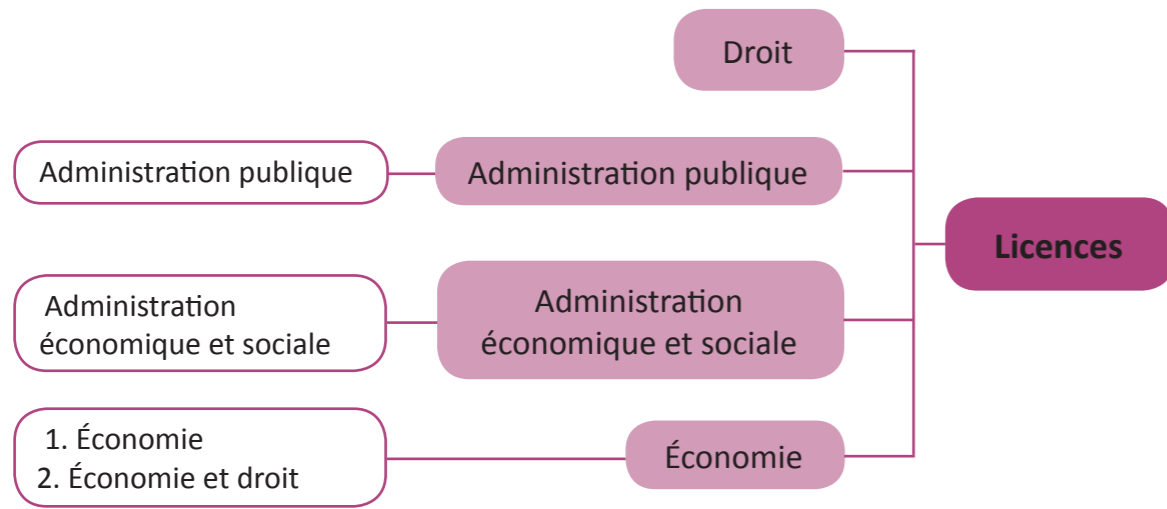 Droit
Administration publique
Administration publique
Licences
Administration
économique et sociale
Administration
économique et sociale
1. Économie
2. Économie et droit
Économie